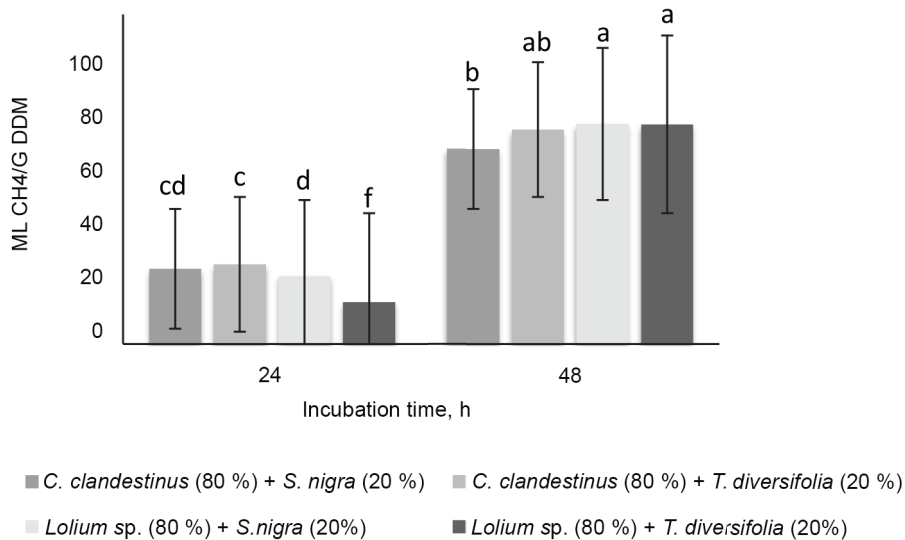 a
100
ab
a
b
80
60
cd
c
d
f
40
20
0
ML CH4/G DDM
24 48
Incubation time, h
C. clandestinus (80 %) + S. nigra (20 %) C. clandestinus (80 %) + T. diversifolia (20 %)
Lolium sp. (80 %) + S.nigra (20%) Lolium sp. (80 %) + T. diversifolia (20%)